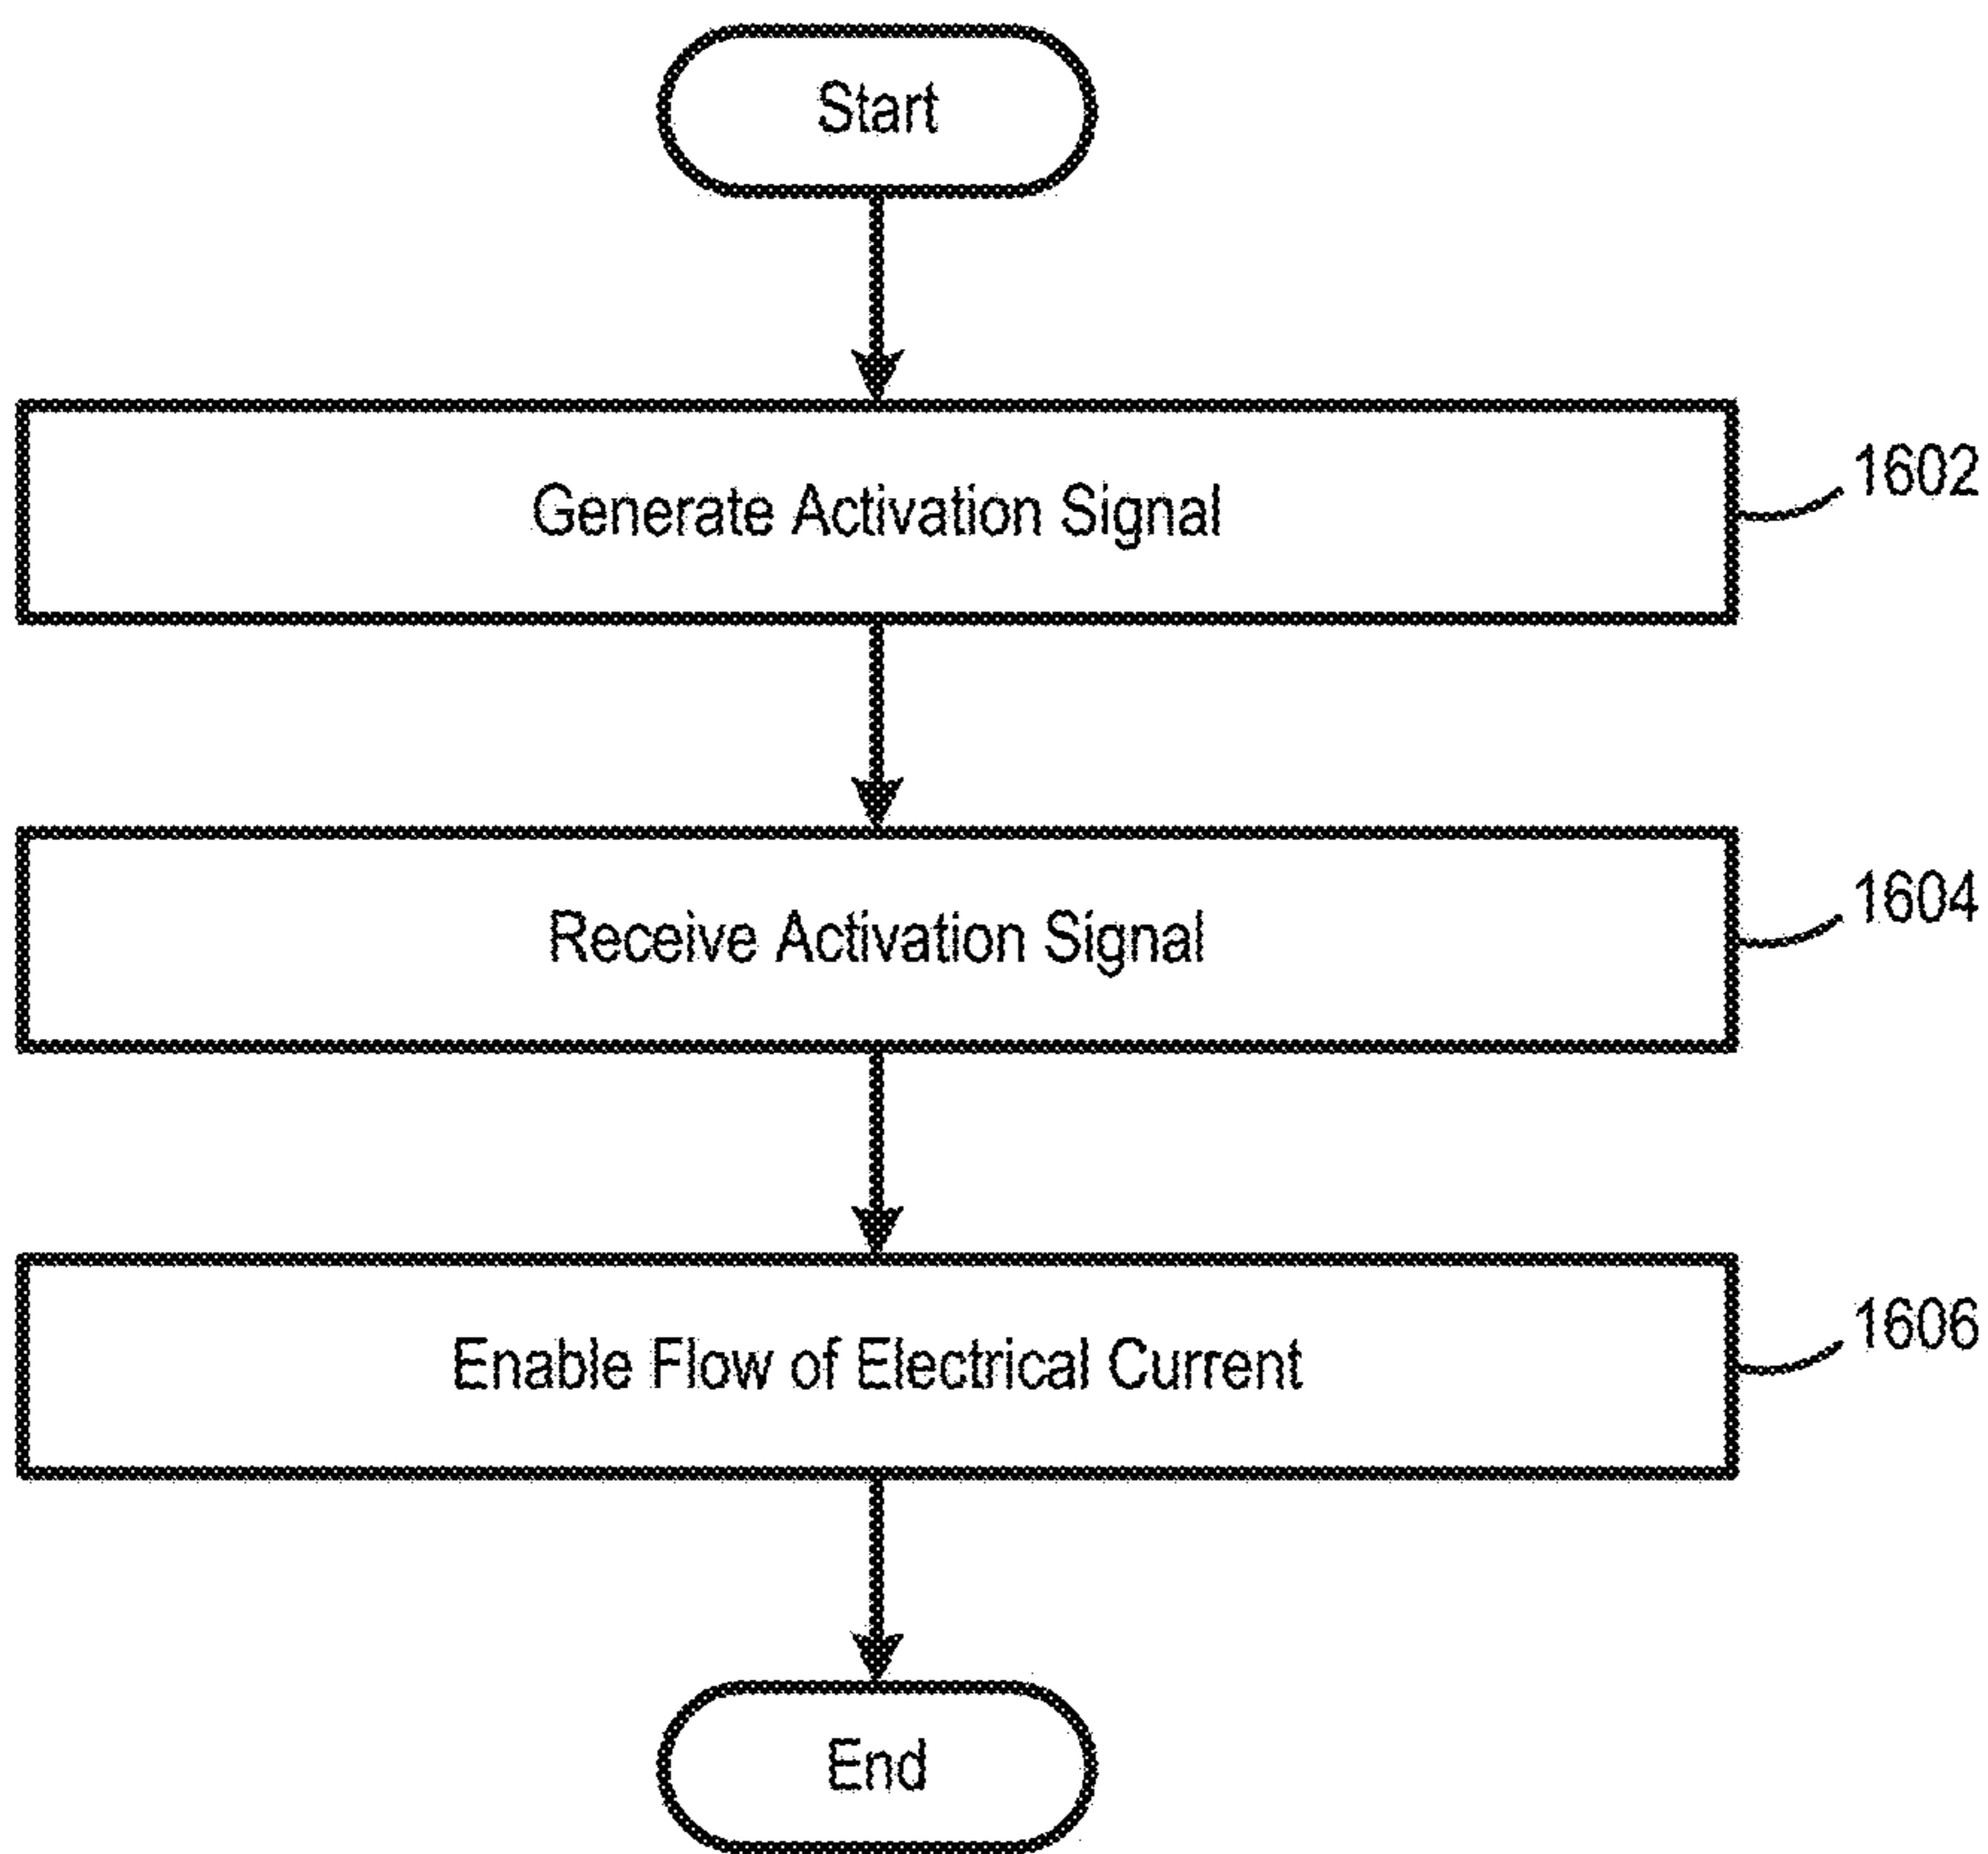 Start
Generate Activation Signal
1602
Receive Activation Signal
1604
Enable Flow of Electrical Current
1606
End